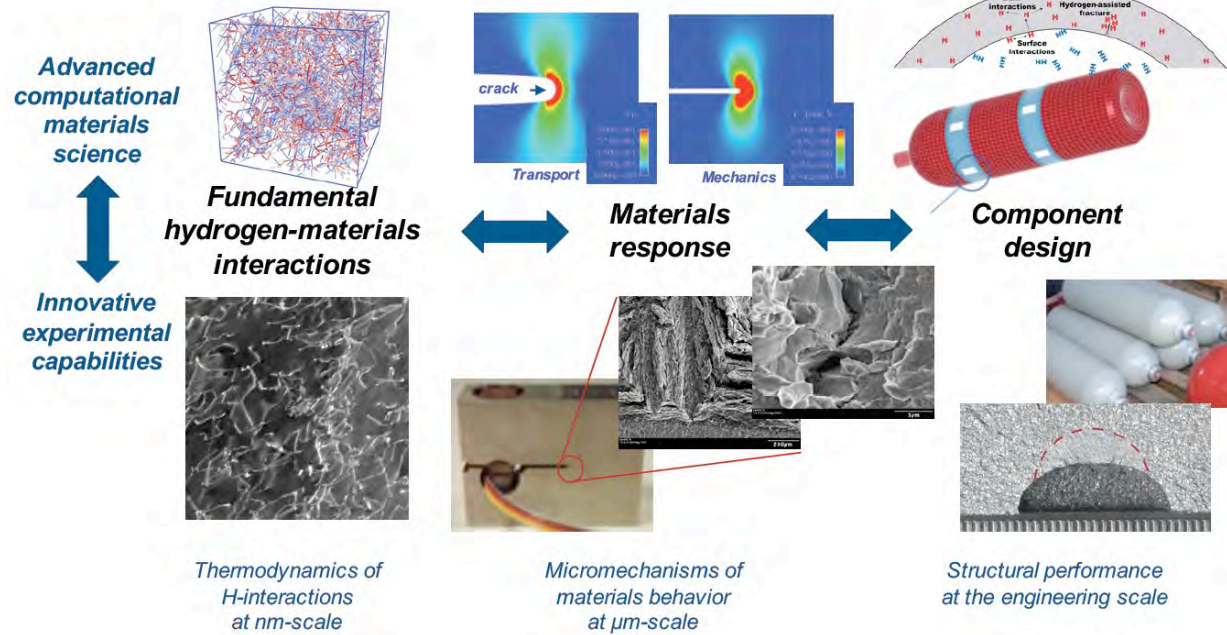 interactions
Hydrogen-assisted
fracture
Surface
interactions
Advanced
computational
materials
science
crack
Transport
Mechanics
Fundamental
hydrogen-materials
interactions
Materials
response
Component
design
Innovative
experimental
capabilities
Thermodynamics of
H-interactions
at nm-scale
Micromechanisms of
materials behavior
at µm-scale
Structural performance
at the engineering scale